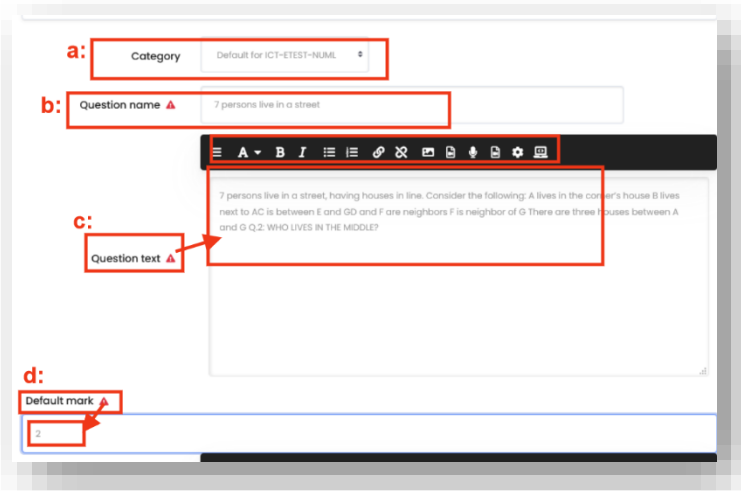 a:
Category
Default for ICT-ETEST-NUML
b:
Question name
7 persons live in a street
A B I
7 persons live in a street, having houses in line. Consider the following: A lives in the corner's house B lives
next to AC is between E and GD and F are neighbors F is neighbor of G There are three houses between A
and G Q.2: WHO LIVES IN THE MIDDLE?
c:
Question text
d:
Default mark
2